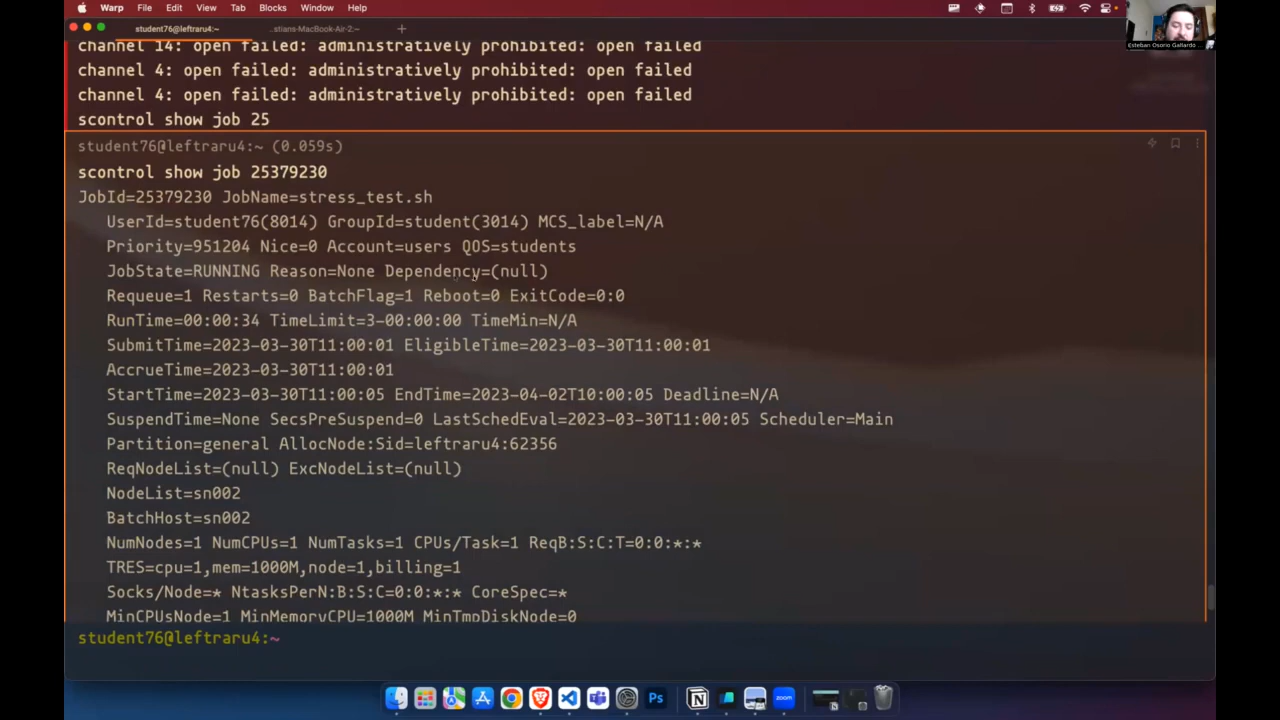 Warp File Edit View Tab Blocks Window Help
student76@leftraru4:~ ..stians-MacBook-Air-2:~ +
channel 14: open failed: administratively prohibited: open failed
channel 4: open failed: administratively prohibited: open failed
channel 4: open failed: administratively prohibited: open failed
scontrol show job 25
student76@leftraru4:~ (0.059s)
scontrol show job 25379230
JobId=25379230 JobName=stress_test.sh
UserId=student76(8014) GroupId=student(3014) MCS_label=N/A
Priority=951204 Nice=0 Account=users QOS=students
JobState=RUNNING Reason=None Dependency=(null)
Requeue=1 Restarts=0 BatchFlag=1 Reboot=0 ExitCode=0:0
RunTime=00:00:34 TimeLimit=3-00:00:00 TimeMin=N/A
SubmitTime=2023-03-30T11:00:01 EligibleTime=2023-03-30T11:00:01
AccrueTime=2023-03-30T11:00:01
StartTime=2023-03-30T11:00:05 EndTime=2023-04-02T10:00:05 Deadline=N/A
SuspendTime=None SecsPreSuspend=0 LastSchedEval=2023-03-30T11:00:05 Scheduler=Main
Partition=general AllocNode:Sid=leftraru4:62356
ReqNodeList=(null) ExcNodeList=(null)
NodeList=sn002
BatchHost=sn002
NumNodes=1 NumCPUs=1 NumTasks=1 CPUs/Task=1 ReqB:S:C:T=0:0:*:*
TRES=cpu=1,mem=1000M,node=1,billing=1
Socks/Node=* NtasksPerN:B:S:C=0:0:*:* CoreSpec=*
MinCPUsNode=1 MinMemoryCPU=1000M MinTmpDiskNode=0
student76@leftraru4:~
Esteban Osorio Gallardo
Ps
zoom